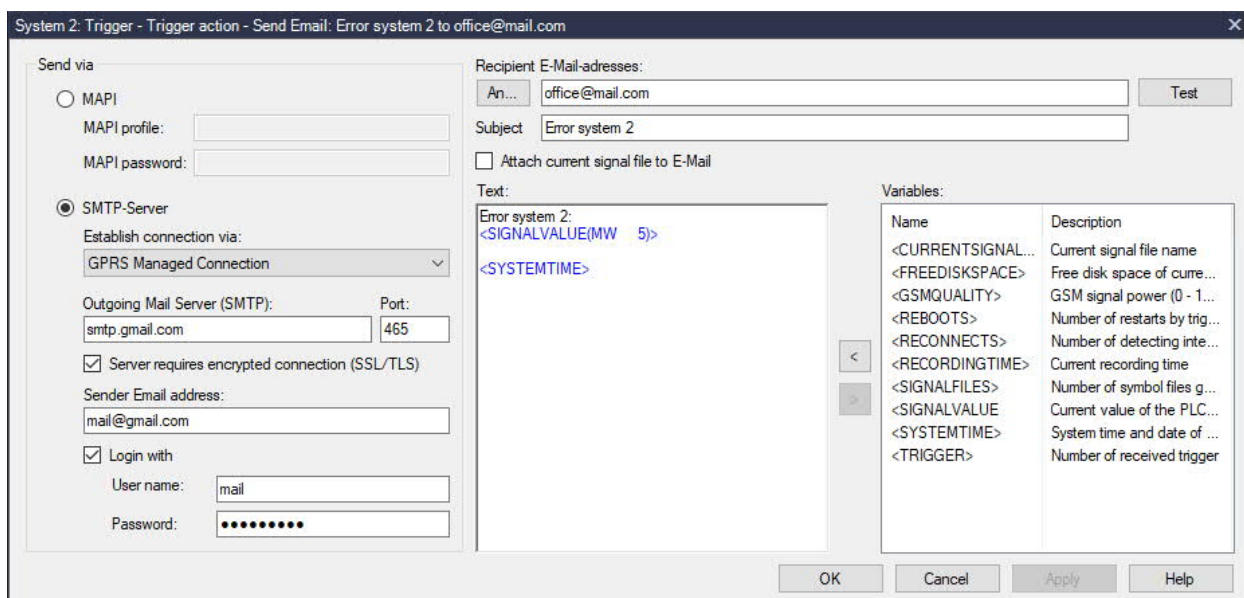 System 2: Trigger - Trigger action - Send Email: Error system 2 to office@mail.com
Send via
MAPI
MAPI profile:
MAPI password:
SMTP-Server
Establish connection via:
GPRS Managed Connection
Outgoing Mail Server (SMTP): Port:
smtp.gmail.com 465
Server requires encrypted connection (SSL/TLS)
Sender Email address:
mail@gmail.com
Login with
User name: mail
Password: •••••••••
Recipient E-Mail-adresses:
An... office@mail.com Test
Subject Error system 2
Attach current signal file to E-Mail
Text:
Error system 2:
<SIGNALVALUE(MW 5)>
<SYSTEMTIME>
< 
>
Variables:
Name Description
<CURRENTSIGNAL... Current signal file name
<FREEDISKSPACE> Free disk space of curre...
<GSMQUALITY> GSM signal power (0 - 1...
<REBOOTS> Number of restarts by trig...
<RECONNECTS> Number of detecting inte...
<RECORDINGTIME> Current recording time
<SIGNALFILES> Number of symbol files g...
<SIGNALVALUE Current value of the PLC...
<SYSTEMTIME> System time and date of ...
<TRIGGER> Number of received trigger
OK Cancel Apply Help